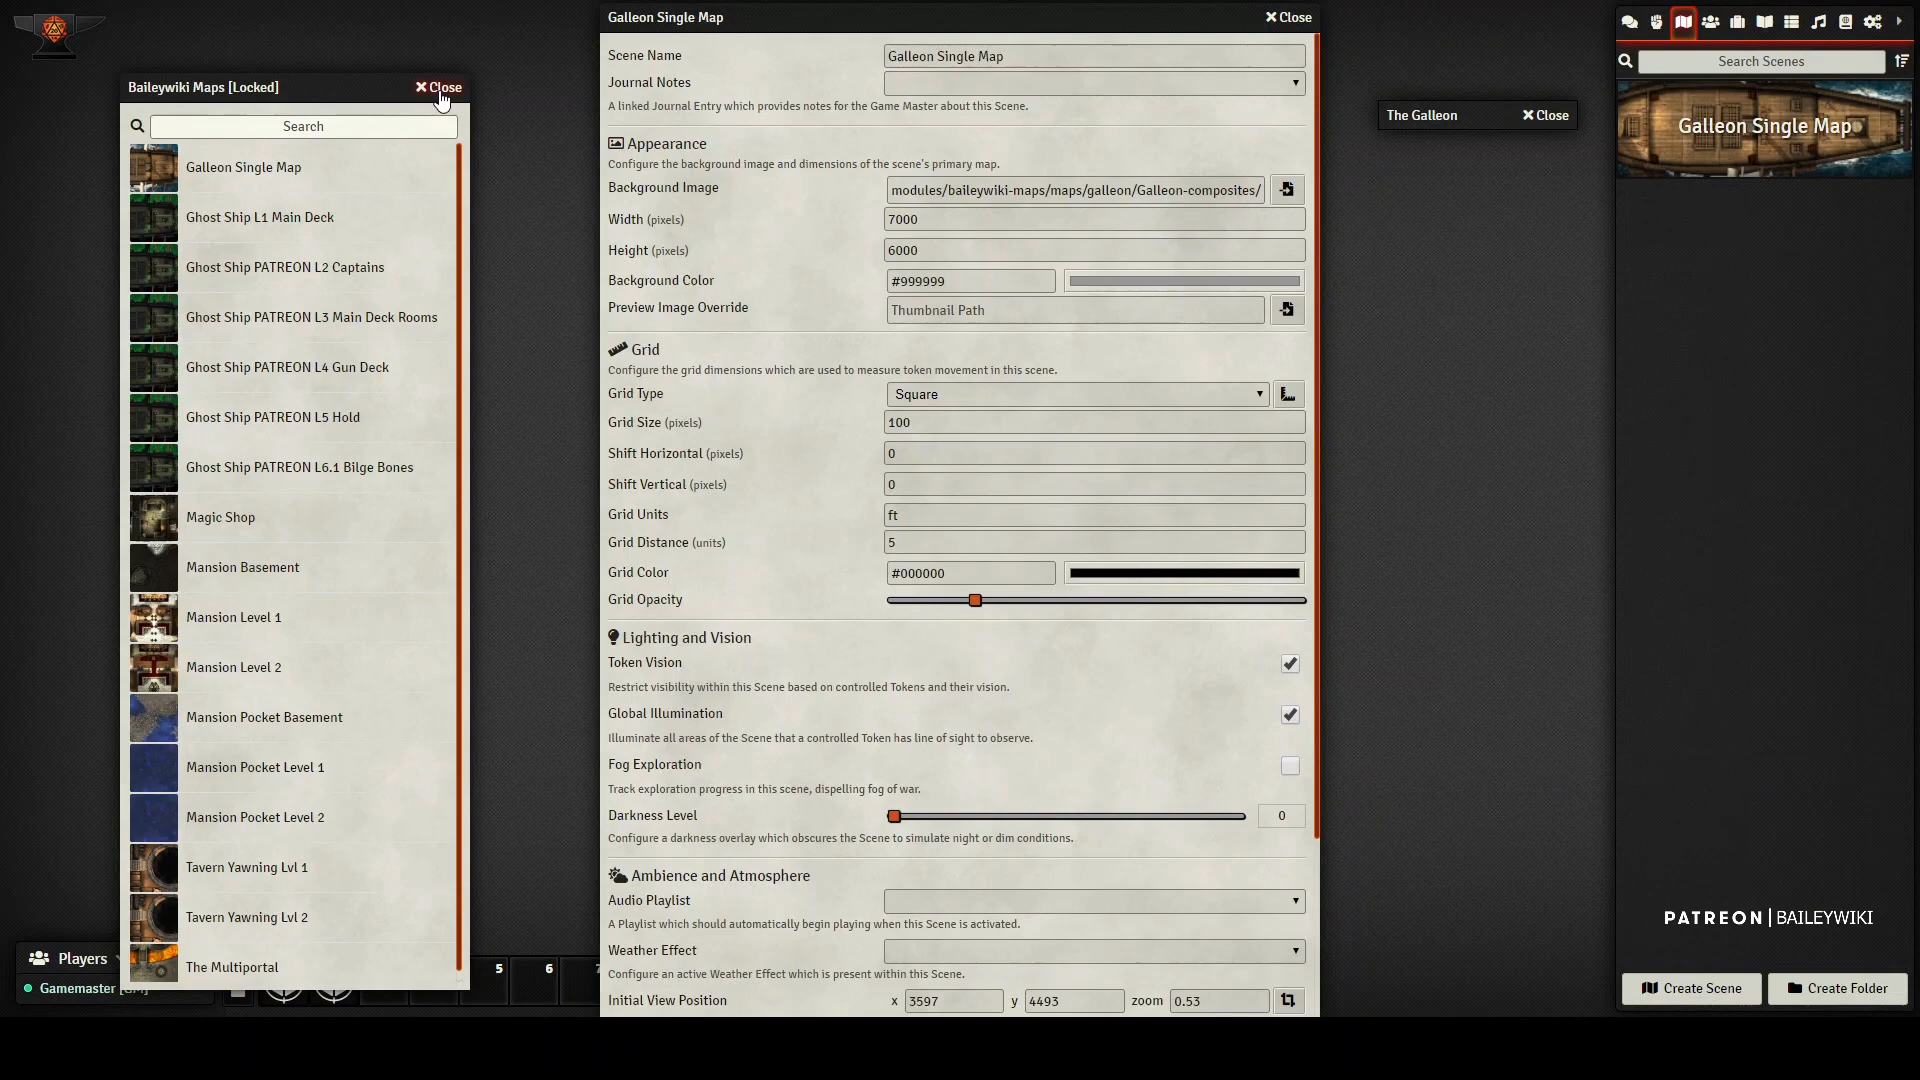 Baileywiki Maps [Locked]
Close
Search
Galleon Single Map
Ghost Ship L1 Main Deck
Ghost Ship PATREON L2 Captains
Ghost Ship PATREON L3 Main Deck Rooms
Ghost Ship PATREON L4 Gun Deck
Ghost Ship PATREON L5 Hold
Ghost Ship PATREON L6.1 Bilge Bones
Magic Shop
Mansion Basement
Mansion Level 1
Mansion Level 2
Mansion Pocket Basement
Mansion Pocket Level 1
Mansion Pocket Level 2
Tavern Yawning Lvl 1
Tavern Yawning Lvl 2
The Multiportal
Players
Gamemaster
5 6
Galleon Single Map
Close
Scene Name Galleon Single Map
Journal Notes
A linked Journal Entry which provides notes for the Game Master about this Scene.
Appearance
Configure the background image and dimensions of the scene's primary map.
Background Image modules/baileywiki-maps/maps/galleon/Galleon-composites/
Width (pixels) 7000
Height (pixels) 6000
Background Color #999999
Preview Image Override Thumbnail Path
Grid
Configure the grid dimensions which are used to measure token movement in this scene.
Grid Type Square
Grid Size (pixels) 100
Shift Horizontal (pixels) 0
Shift Vertical (pixels) 0
Grid Units ft
Grid Distance (units) 5
Grid Color #000000
Grid Opacity
Lighting and Vision
Token Vision
Restrict visibility within this Scene based on controlled Tokens and their vision.
Global Illumination
Illuminate all areas of the Scene that a controlled Token has line of sight to observe.
Fog Exploration
Track exploration progress in this scene, dispelling fog of war.
Darkness Level 0
Configure a darkness overlay which obscures the Scene to simulate night or dim conditions.
Ambience and Atmosphere
Audio Playlist
A Playlist which should automatically begin playing when this Scene is activated.
Weather Effect
Configure an active Weather Effect which is present within this Scene.
Initial View Position x 3597 y 4493 zoom 0.53
The Galleon
Close
Search Scenes
Galleon Single Map
PATREON | BAILEYWIKI
Create Scene
Create Folder